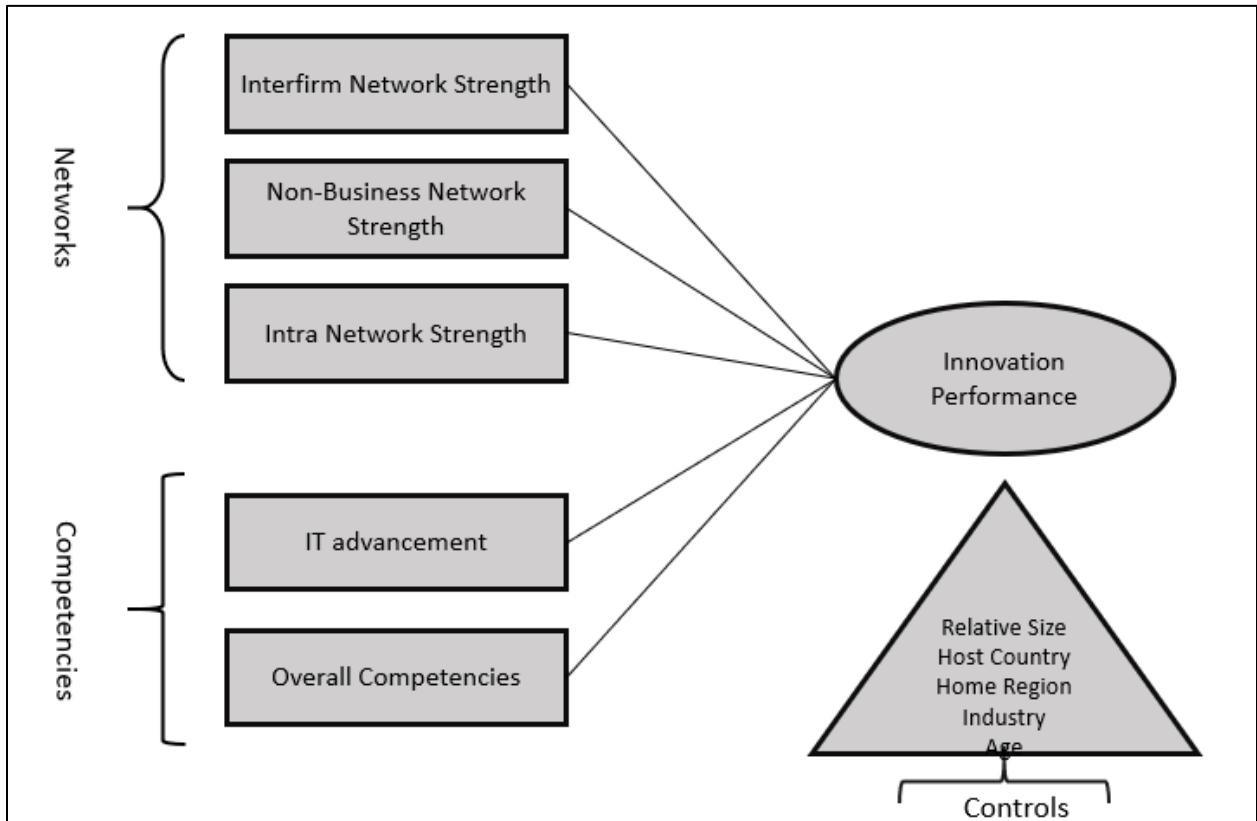 Networks
Interfirm Network Strength
Non-Business Network
Strength
Intra Network Strength
Competencies
IT advancement
Overall Competencies
Innovation
Performance
Relative Size
Host Country
Home Region
Industry
Age
Controls